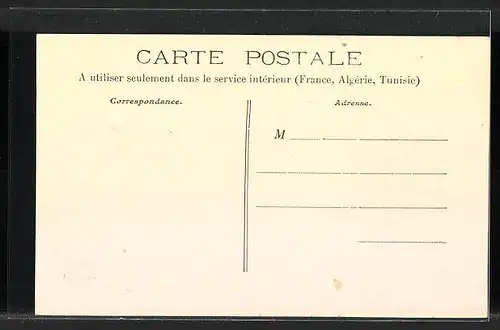 CARTE POSTALE
A utiliser seulement dans le service intérieur (France, Algérie, Tunisie)
Correspondance.
Adresse.
M